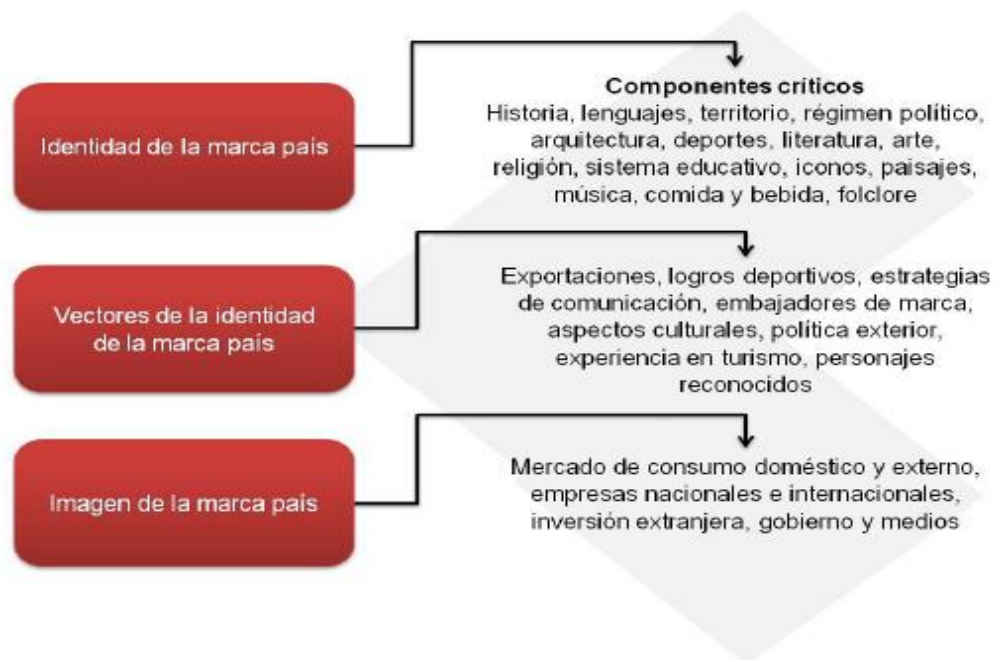 Identidad de la marca país
Componentes críticos
Historia, lenguajes, territorio, régimen político,
arquitectura, deportes, literatura, arte,
religión, sistema educativo, iconos, paisajes,
música, comida y bebida, folclore
Vectores de la identidad
de la marca país
Exportaciones, logros deportivos, estrategias
de comunicación, embajadores de marca,
aspectos culturales, política exterior,
experiencia en turismo, personajes
reconocidos
Imagen de la marca país
Mercado de consumo doméstico y externo,
empresas nacionales e internacionales,
inversión extranjera, gobierno y medios